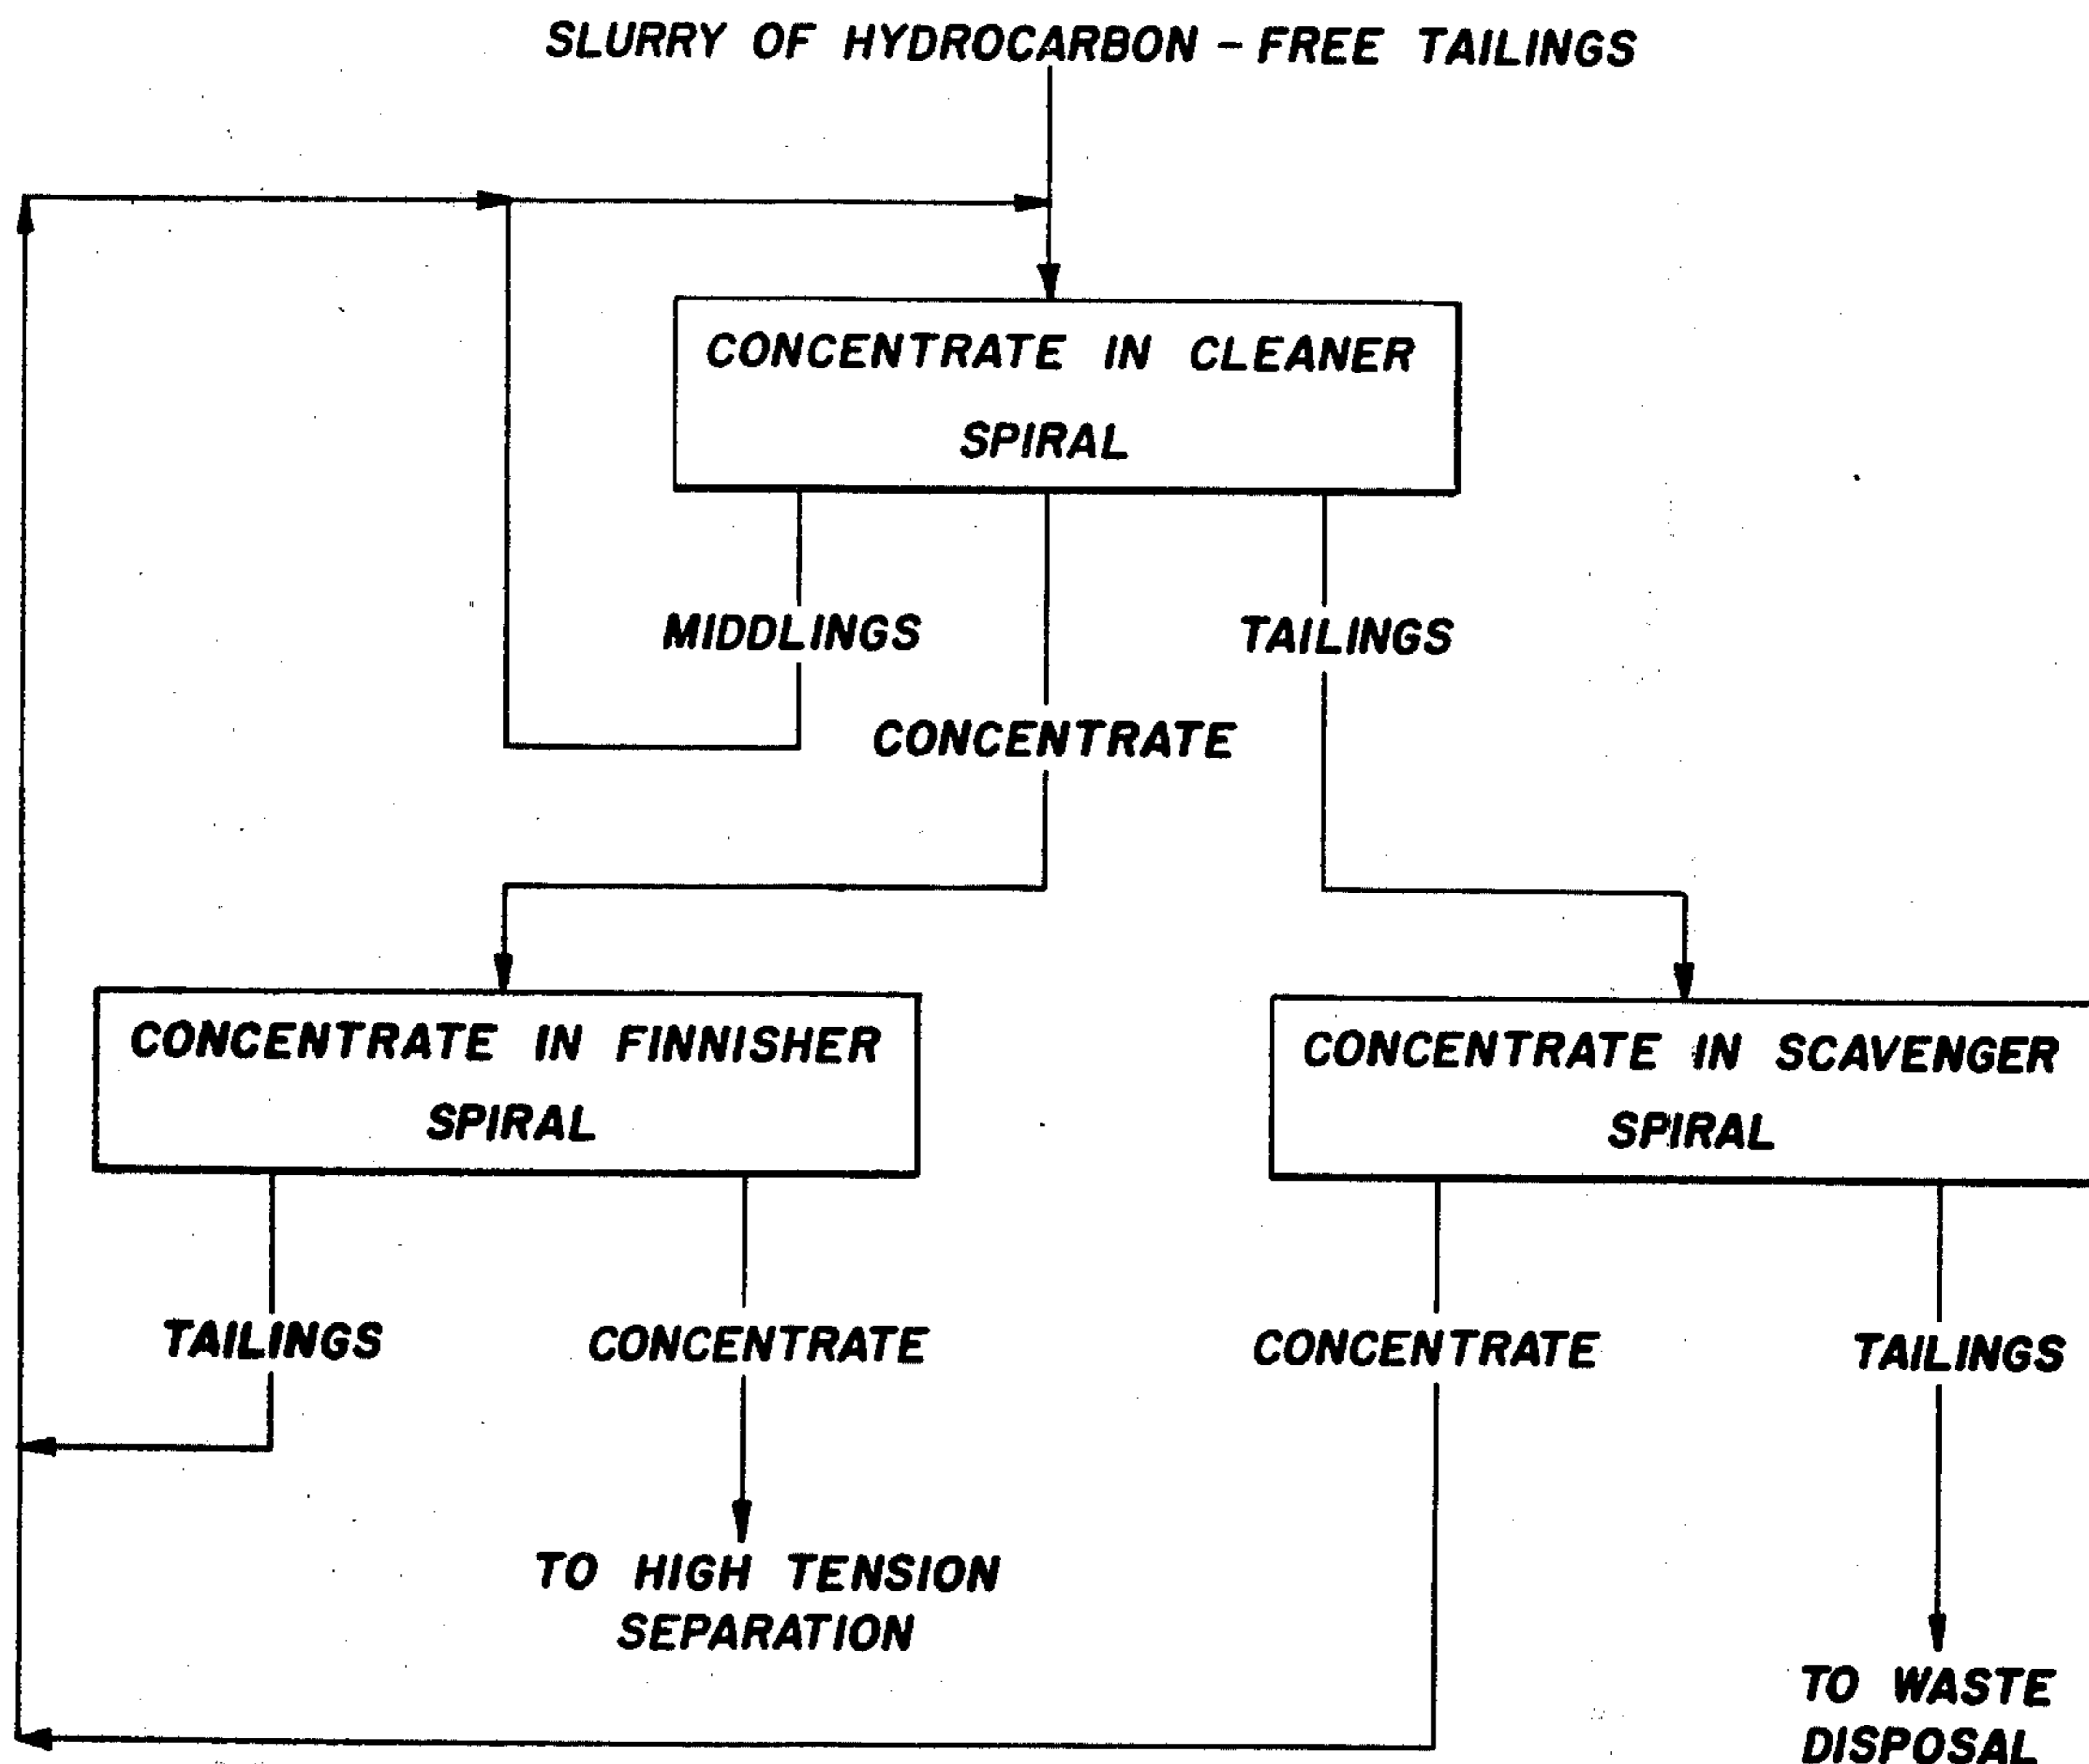 SLURRY OF HYDROCARBON - FREE TAILINGS
CONCENTRATE IN CLEANER
SPIRAL
MIDDLINGS
TAILINGS
CONCENTRATE
CONCENTRATE IN FINNISHER
SPIRAL
CONCENTRATE IN SCAVENGER
SPIRAL
TAILINGS
CONCENTRATE
CONCENTRATE
TAILINGS
TO HIGH TENSION
SEPARATION
TO WASTE
DISPOSAL